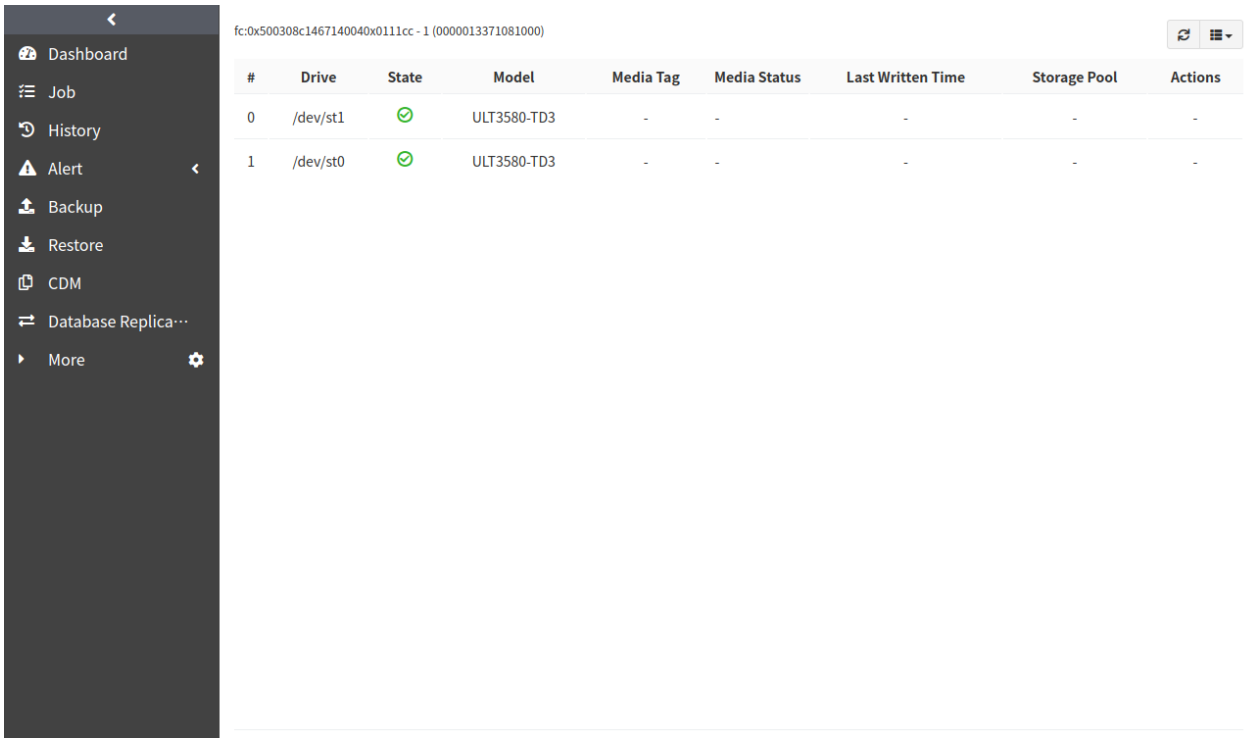 fc:0x500308c1467140040x0111cc - 1 (0000013371081000)
Dashboard
Job
History
Alert
Backup
Restore
CDM
Database Replica···
More
# Drive State Model Media Tag Media Status Last Written Time Storage Pool Actions
0 /dev/st1 ULT3580-TD3 - - - - -
1 /dev/st0 ULT3580-TD3 - - - - -